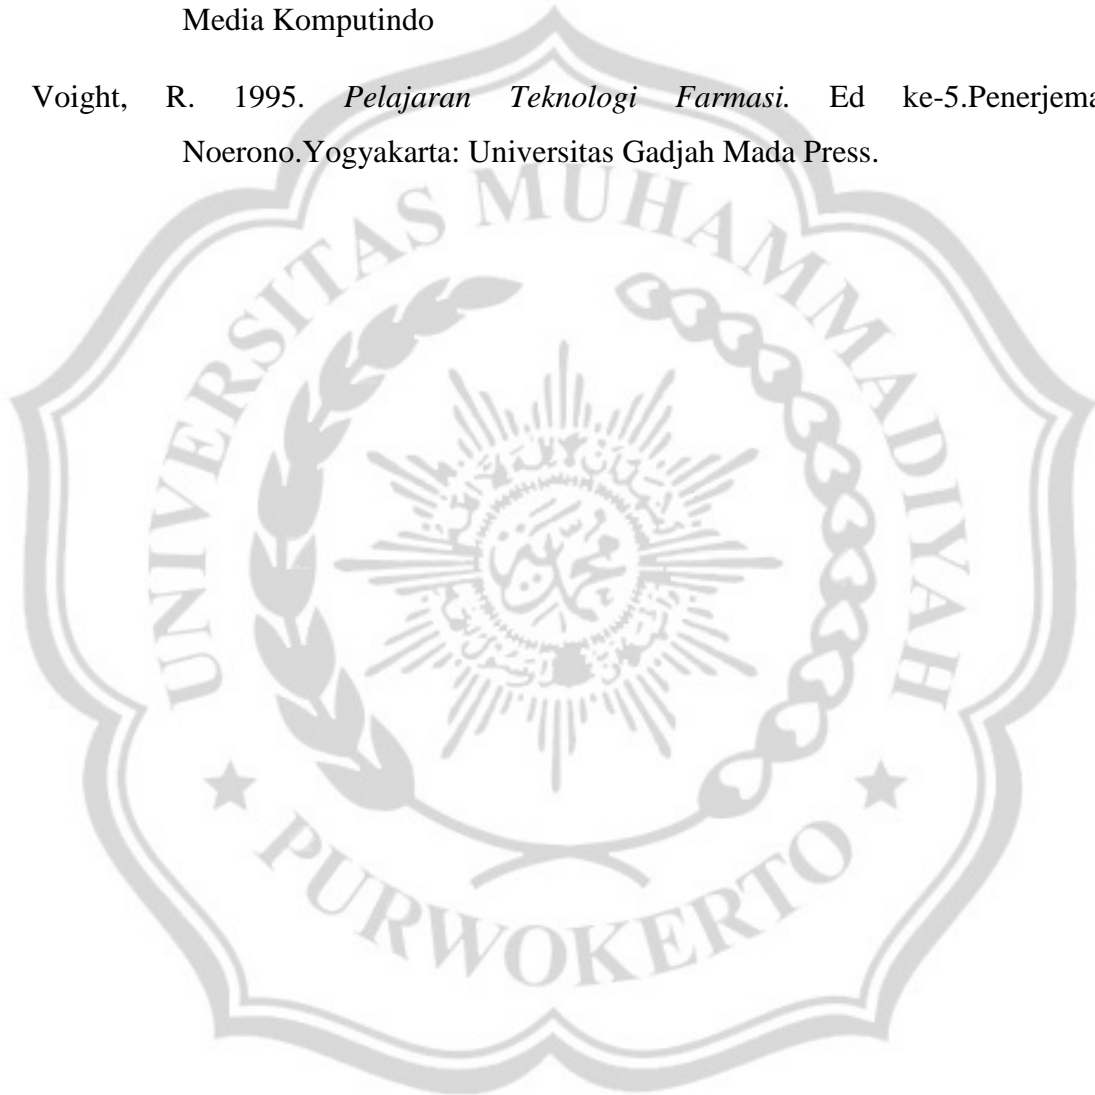 Media Komputindo
Voight, R. 1995. Pelajaran Teknologi Farmasi. Ed ke-5.Penerjema
Noerono.Yogyakarta: Universitas Gadjah Mada Press.
UNIVERSITAS MUHAMMADIYAH
محمد
PURWOKERTO